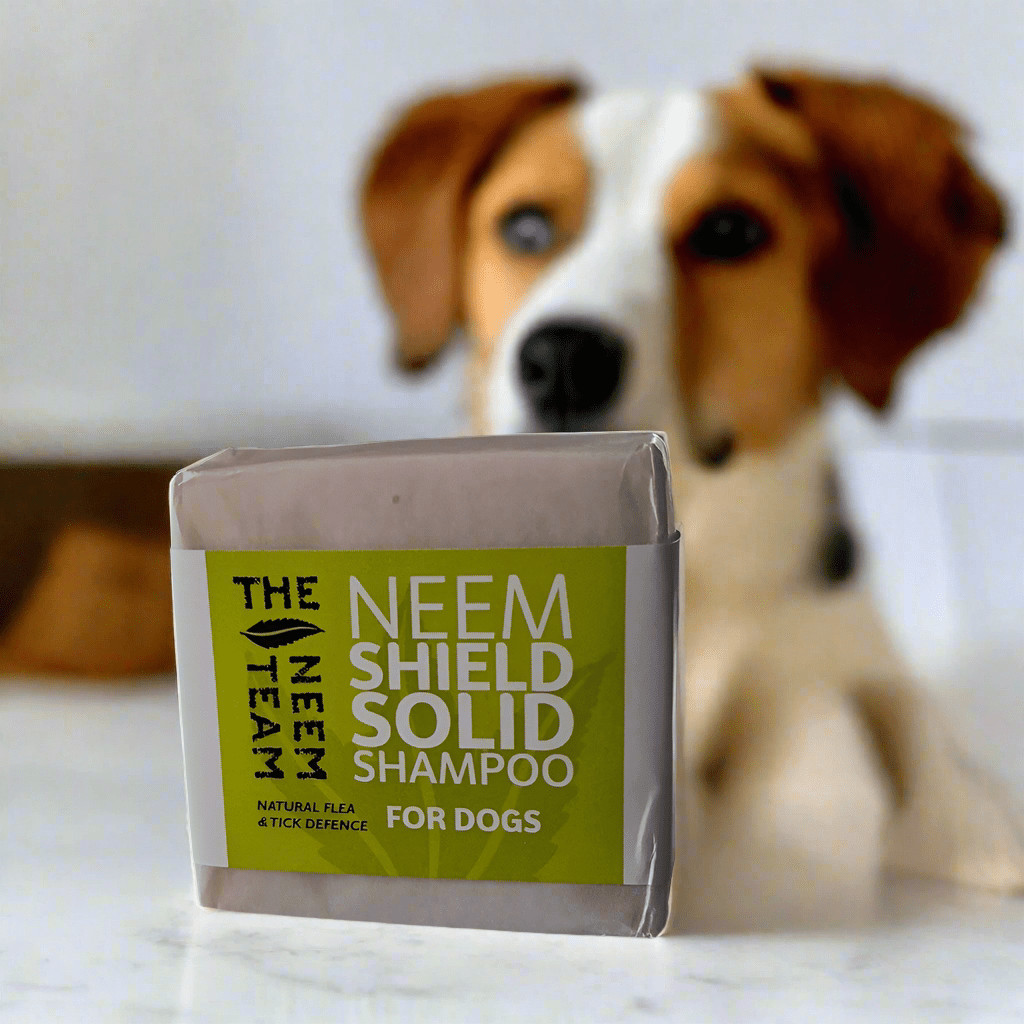 THE
NEEM
TEAM
NEEM
SHIELD
SOLID
SHAMPOO
NATURAL FLEA
& TICK DEFENCE
FOR DOGS